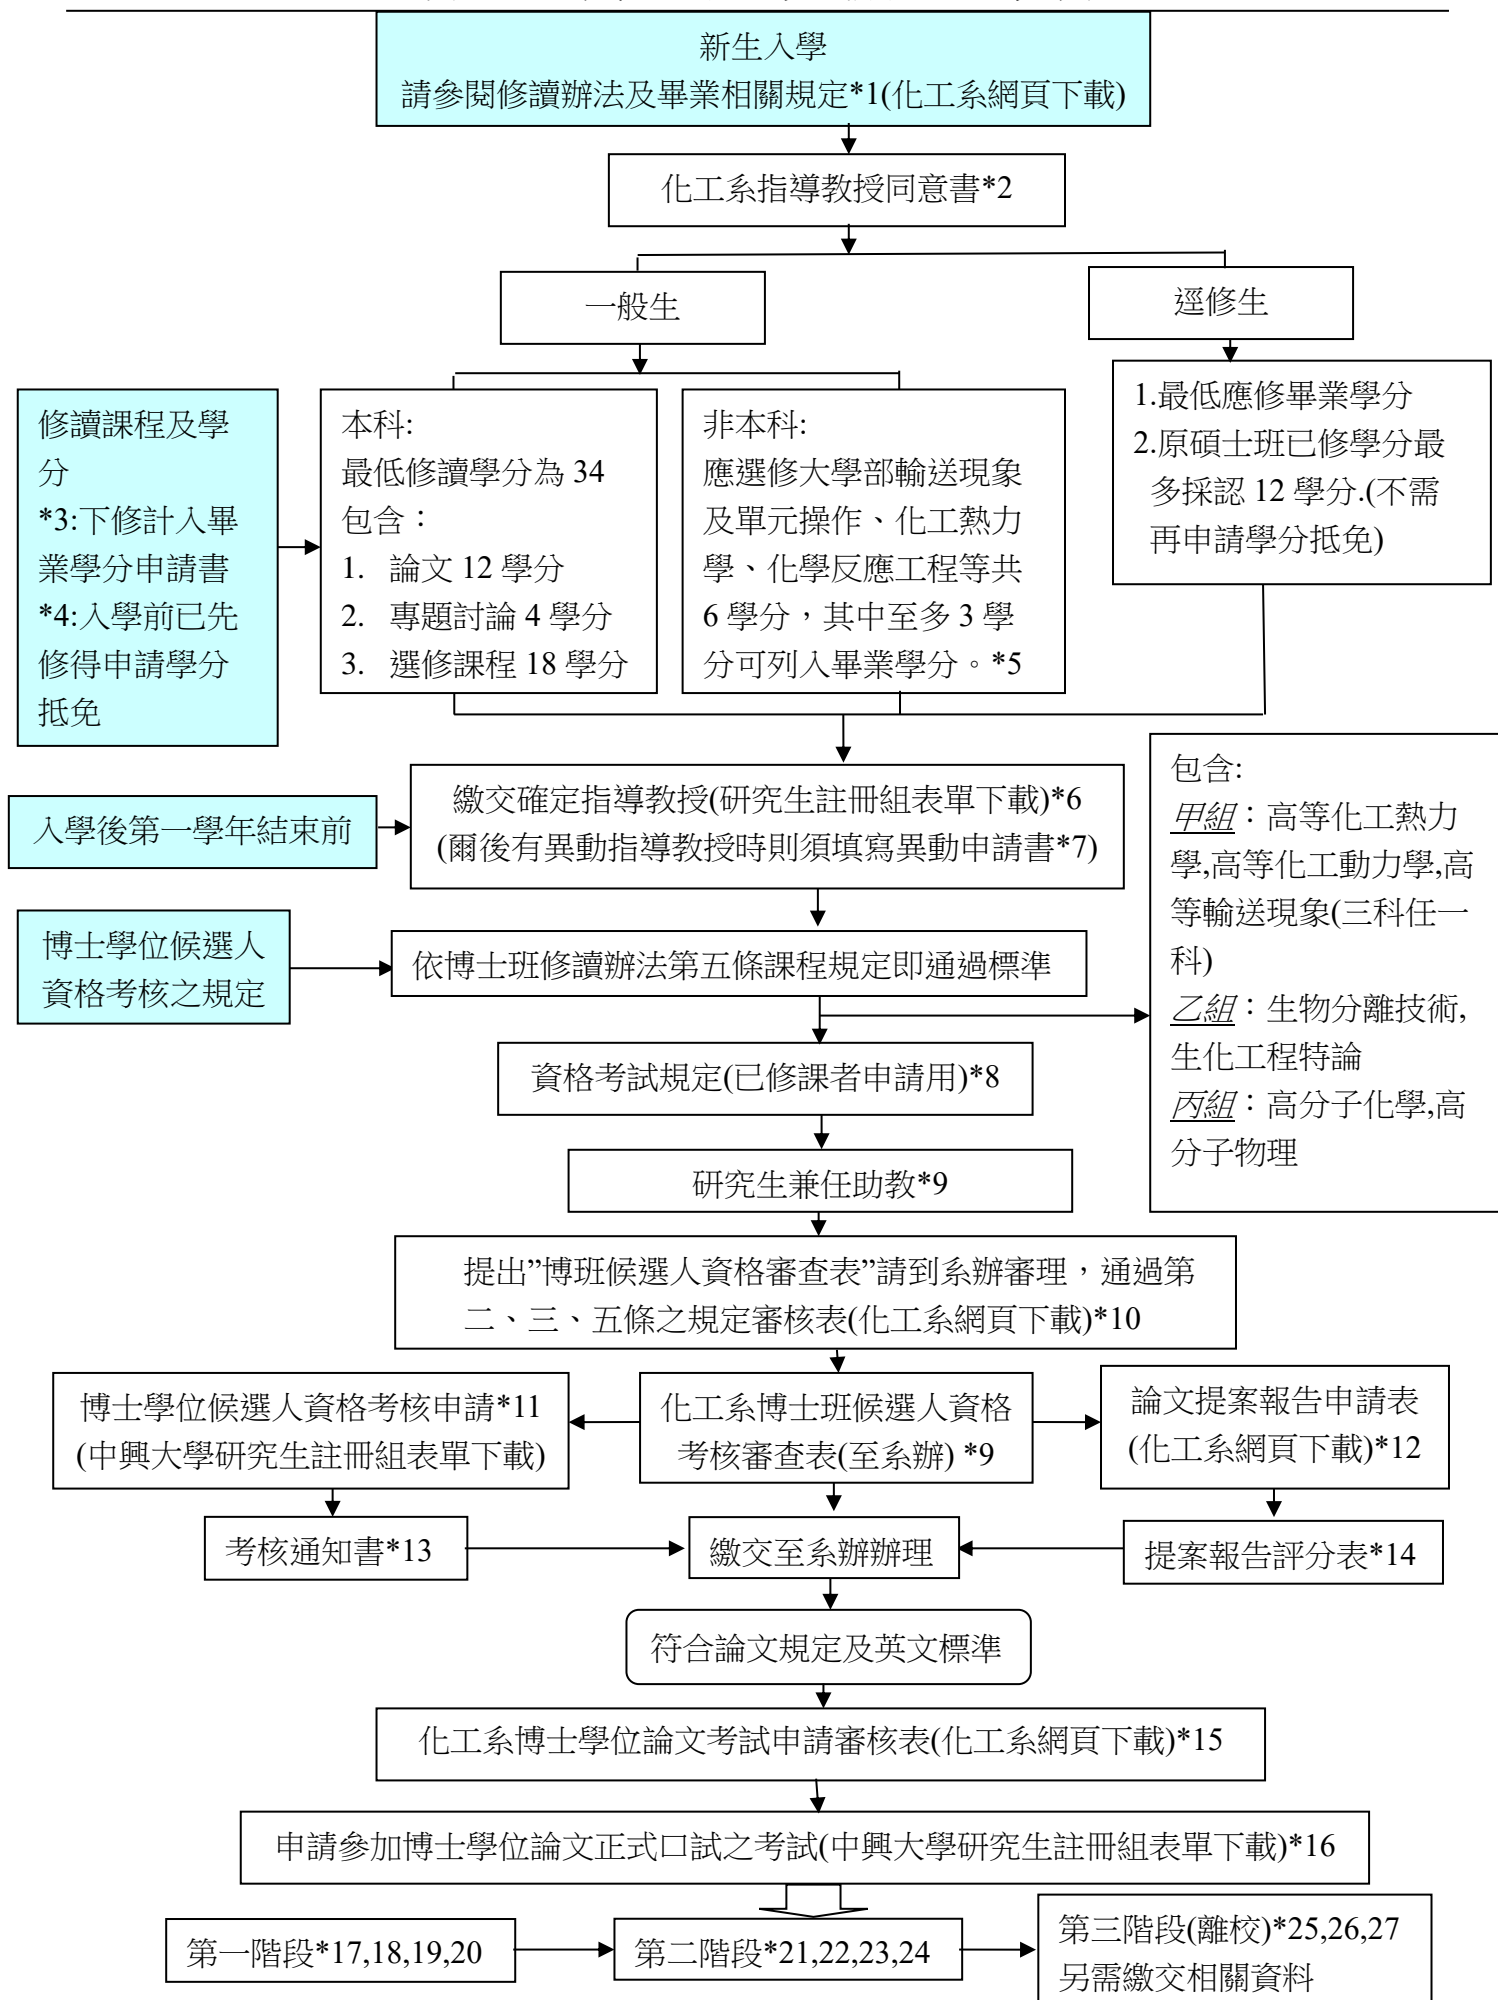 新生入學
請參閱修讀辦法及畢業相關規定*1(化工系網頁下載)
化工系指導教授同意書*2
一般生
逕修生
修讀課程及學
分
*3:下修計入畢
業學分申請書
*4:入學前已先
修得申請學分
抵免
本科:
最低修讀學分為 34
包含：
1. 論文 12 學分
2. 專題討論 4 學分
3. 選修課程 18 學分
非本科:
應選修大學部輸送現象
及單元操作、化工熱力
學、化學反應工程等共
6 學分，其中至多 3 學
分可列入畢業學分。*5
1.最低應修畢業學分
2.原碩士班已修學分最
多採認 12 學分.(不需
再申請學分抵免)
入學後第一學年結束前
繳交確定指導教授(研究生註冊組表單下載)*6
(爾後有異動指導教授時則須填寫異動申請書*7)
包含:
甲組：高等化工熱力
學,高等化工動力學,高
等輸送現象(三科任一
科)
乙組：生物分離技術,
生化工程特論
丙組：高分子化學,高
分子物理
博士學位候選人
資格考核之規定
依博士班修讀辦法第五條課程規定即通過標準
資格考試規定(已修課者申請用)*8
研究生兼任助教*9
提出”博班候選人資格審查表”請到系辦審理，通過第
二、三、五條之規定審核表(化工系網頁下載)*10
博士學位候選人資格考核申請*11
(中興大學研究生註冊組表單下載)
化工系博士班候選人資格
考核審查表(至系辦) *9
論文提案報告申請表
(化工系網頁下載)*12
考核通知書*13
繳交至系辦辦理
提案報告評分表*14
符合論文規定及英文標準
化工系博士學位論文考試申請審核表(化工系網頁下載)*15
申請參加博士學位論文正式口試之考試(中興大學研究生註冊組表單下載)*16
第一階段*17,18,19,20
第二階段*21,22,23,24
第三階段(離校)*25,26,27
另需繳交相關資料